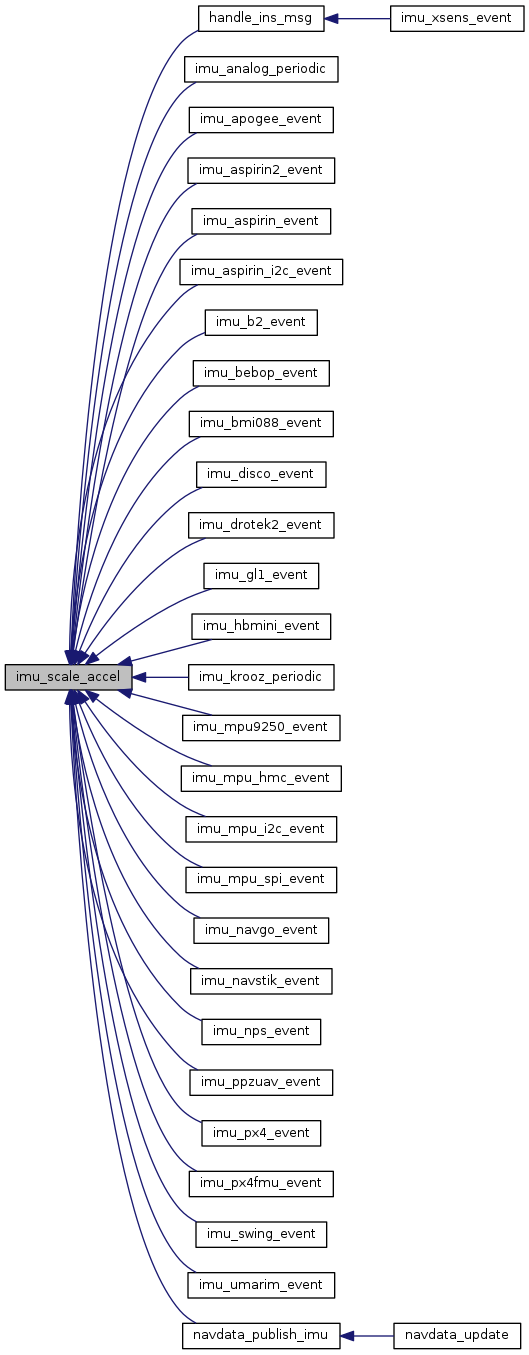 handle_ins_msg
imu_xsens_event
imu_analog_periodic
imu_apogee_event
imu_aspirin2_event
imu_aspirin_event
imu_aspirin_i2c_event
imu_b2_event
imu_bebop_event
imu_bmi088_event
imu_disco_event
imu_drotek2_event
imu_gl1_event
imu_hbmini_event
imu_scale_accel
imu_krooz_periodic
imu_mpu9250_event
imu_mpu_hmc_event
imu_mpu_i2c_event
imu_mpu_spi_event
imu_navgo_event
imu_navstik_event
imu_nps_event
imu_ppzuav_event
imu_px4_event
imu_px4fmu_event
imu_swing_event
imu_umarim_event
navdata_publish_imu
navdata_update